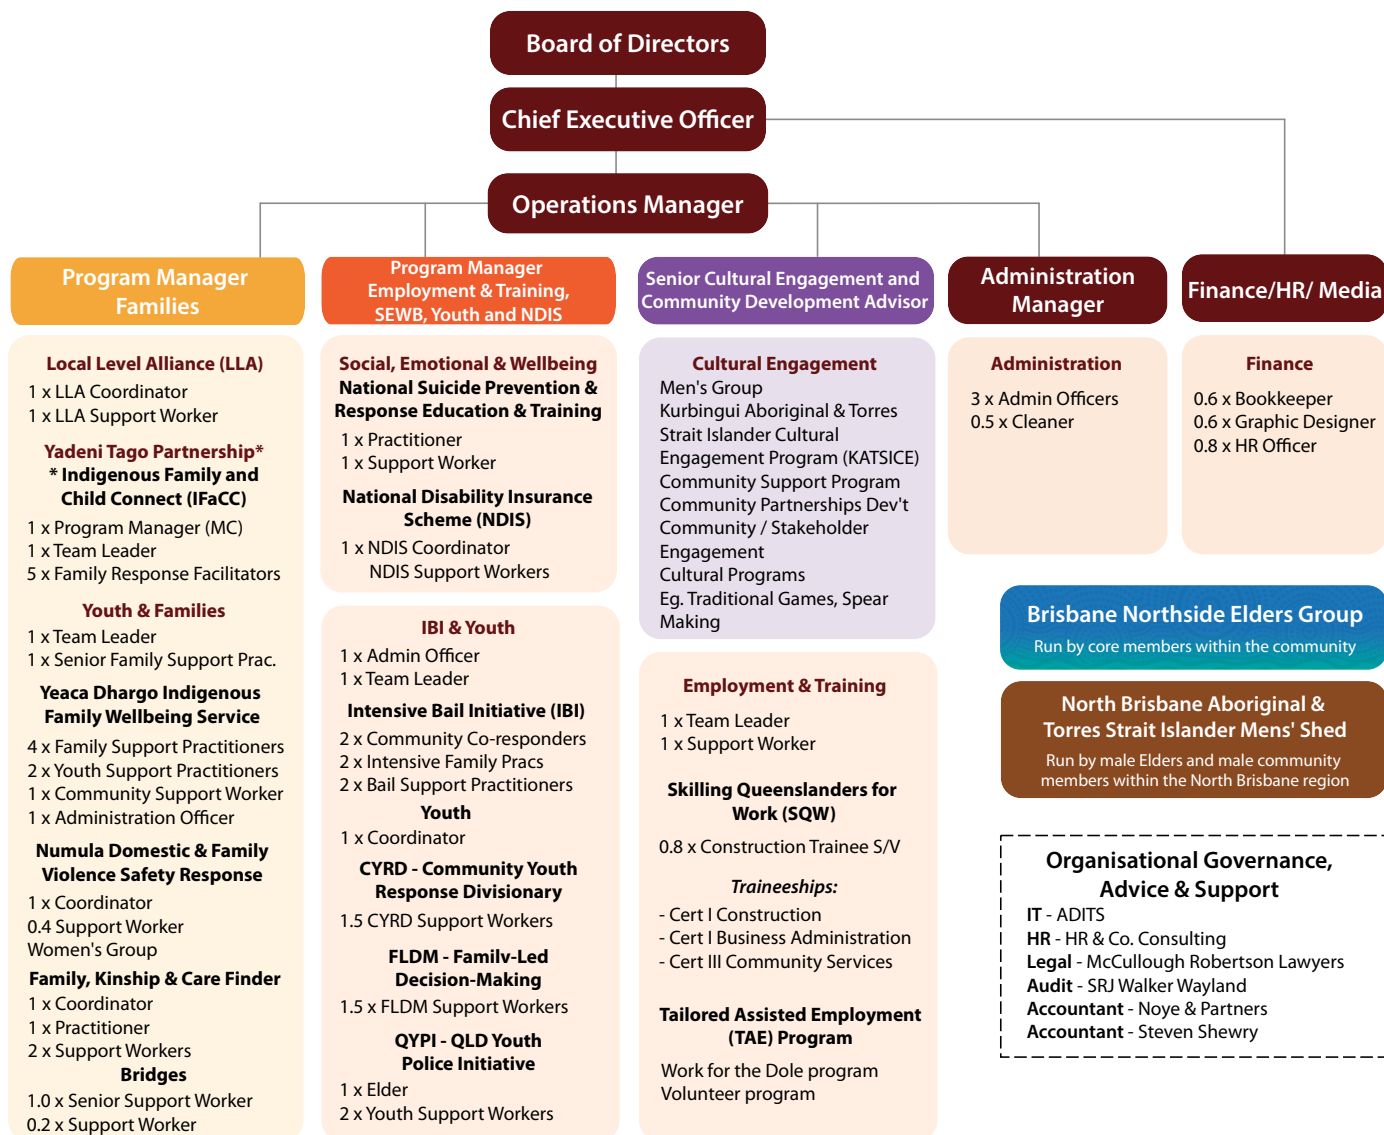 Board of Directors
Chief Executive Officer
Operations Manager
Program Manager
Families
Local Level Alliance (LLA)
1 x LLA Coordinator
1 x LLA Support Worker
Yadeni Tago Partnership*
* Indigenous Family and
Child Connect (IFaCC)
1 x Program Manager (MC)
1 x Team Leader
5 x Family Response Facilitators
Youth & Families
1 x Team Leader
1 x Senior Family Support Prac.
Yeaca Dhargo Indigenous
Family Wellbeing Service
4 x Family Support Practitioners
2 x Youth Support Practitioners
1 x Community Support Worker
1 x Administration Officer
Numula Domestic & Family
Violence Safety Response
1 x Coordinator
0.4 x Support Worker
Women's Group
Family, Kinship & Care Finder
1 x Coordinator
1 x Practitioner
2 x Support Workers
Bridges
1.0 x Senior Support Worker
0.2 x Support Worker
Program Manager
Employment & Training,
SEWB, Youth and NDIS
Social, Emotional & Wellbeing
National Suicide Prevention &
Response Education & Training
1 x Practitioner
1 x Support Worker
National Disability Insurance
Scheme (NDIS)
1 x NDIS Coordinator
NDIS Support Workers
IBI & Youth
1 x Admin Officer
1 x Team Leader
Intensive Bail Initiative (IBI)
2 x Community Co-responders
2 x Intensive Family Pracs
2 x Bail Support Practitioners
Youth
1 x Coordinator
CYRD - Community Youth
Response Divisionary
1.5 CYRD Support Workers
FLDM - Family-Led
Decision-Making
1.5 x FLDM Support Workers
QYPI - QLD Youth
Police Initiative
1 x Elder
2 x Youth Support Workers
Senior Cultural Engagement and
Community Development Advisor
Cultural Engagement
Men's Group
Kurbingui Aboriginal & Torres
Strait Islander Cultural
Engagement Program (KATSICE)
Community Support Program
Community Partnerships Dev't
Community / Stakeholder
Engagement
Cultural Programs
Eg. Traditional Games, Spear
Making
Employment & Training
1 x Team Leader
1 x Support Worker
Skilling Queenslanders for
Work (SQW)
0.8 x Construction Trainee S/V
Traineeships:
- Cert I Construction
- Cert I Business Administration
- Cert III Community Services
Tailored Assisted Employment
(TAE) Program
Work for the Dole program
Volunteer program
Administration
Manager
Administration
3 x Admin Officers
0.5 x Cleaner
Finance/HR/ Media
Finance
0.6 x Bookkeeper
0.6 x Graphic Designer
0.8 x HR Officer
Brisbane Northside Elders Group
Run by core members within the community
North Brisbane Aboriginal &
Torres Strait Islander Mens' Shed
Run by male Elders and male community
members within the North Brisbane region
Organisational Governance,
Advice & Support
IT - ADITS
HR - HR & Co. Consulting
Legal - McCullough Robertson Lawyers
Audit - SRJ Walker Wayland
Accountant - Noye & Partners
Accountant - Steven Shewry